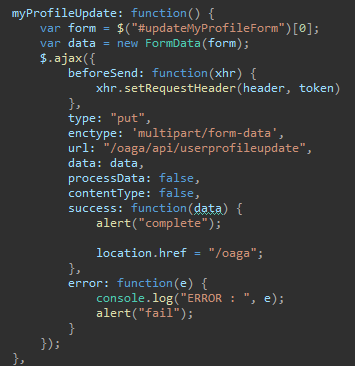 myProfileUpdate: function() {
    var form = $("#updateMyProfileForm")[0];
    var data = new FormData(form);
    $.ajax({
        beforeSend: function(xhr) {
            xhr.setRequestHeader(header, token)
        },
        type: "put",
        enctype: 'multipart/form-data',
        url: "/oaga/api/userprofileupdate",
        data: data,
        processData: false,
        contentType: false,
        success: function(data) {
            alert("complete");

            location.href = "/oaga";
        },
        error: function(e) {
            console.log("ERROR : ", e);
            alert("fail");
        }
    });
},